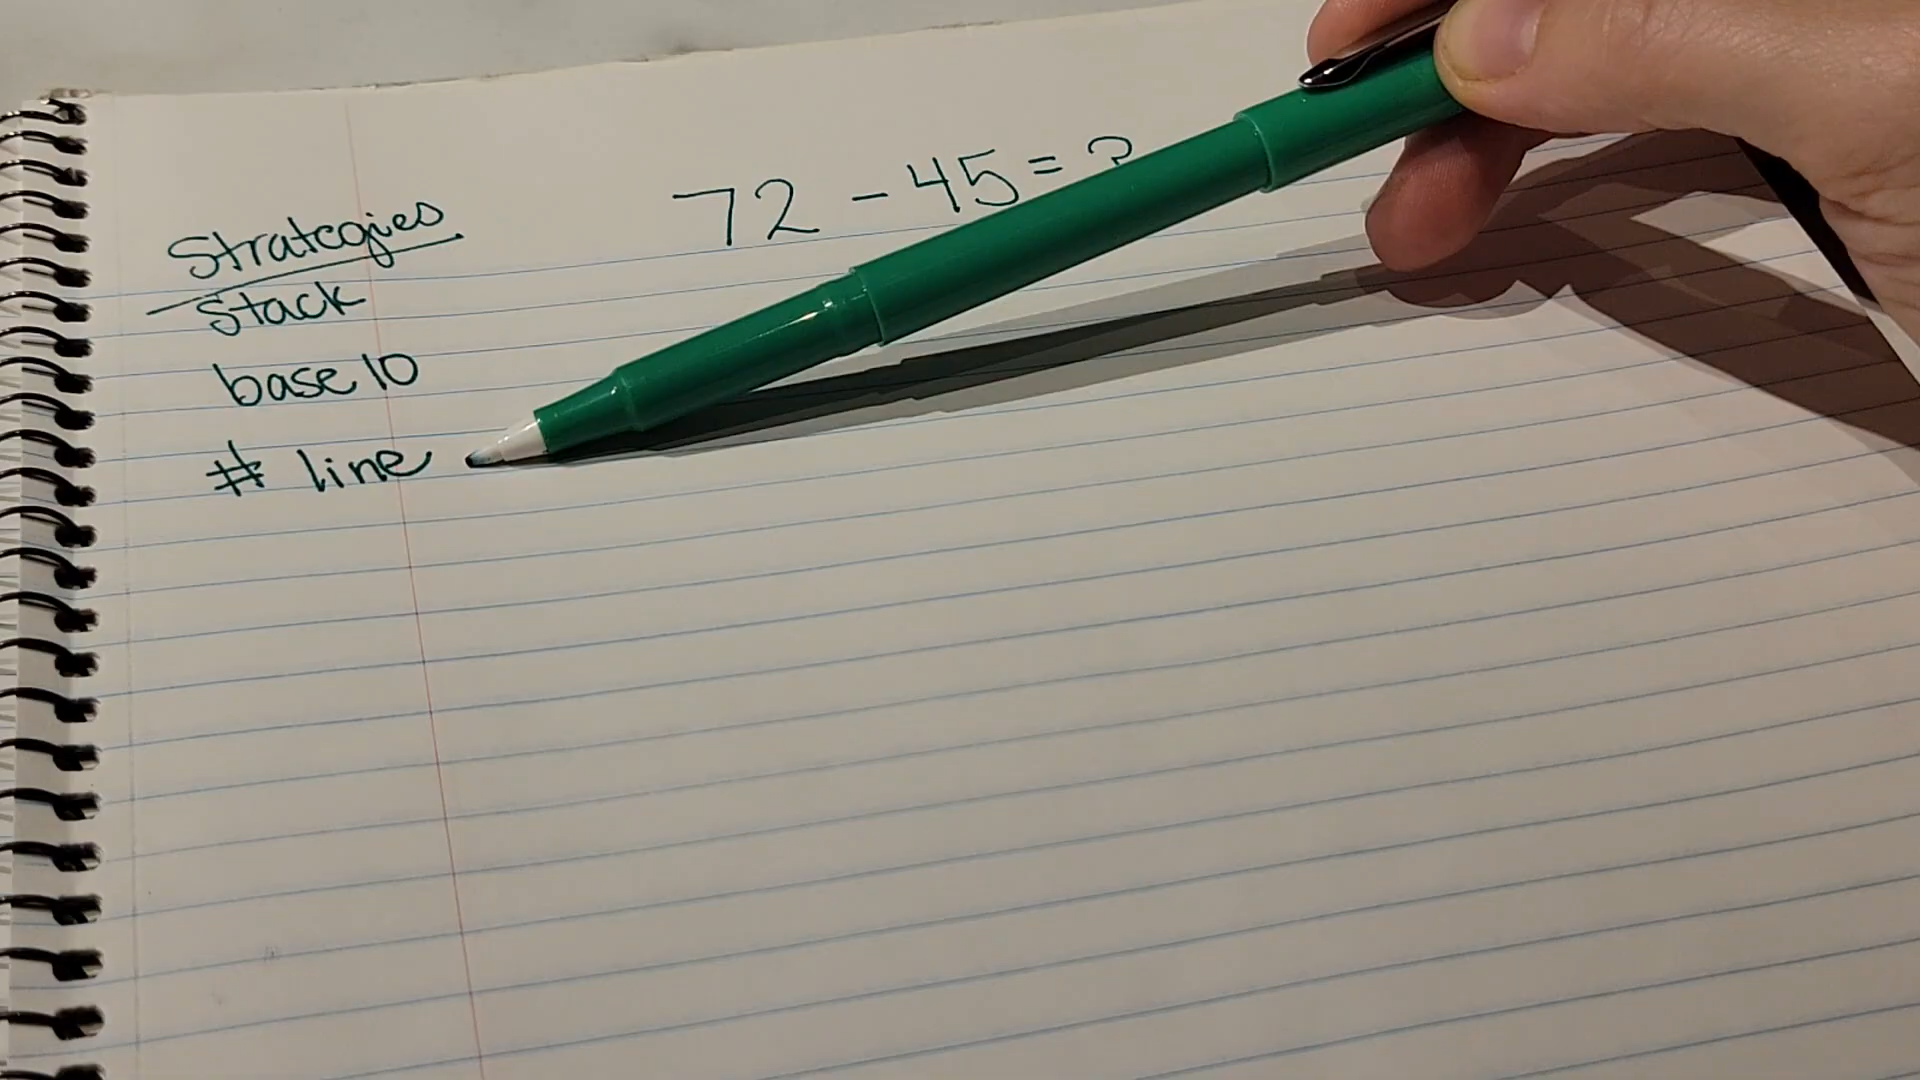 72 - 45 = ?
Strategies
Stack
base 10
# line